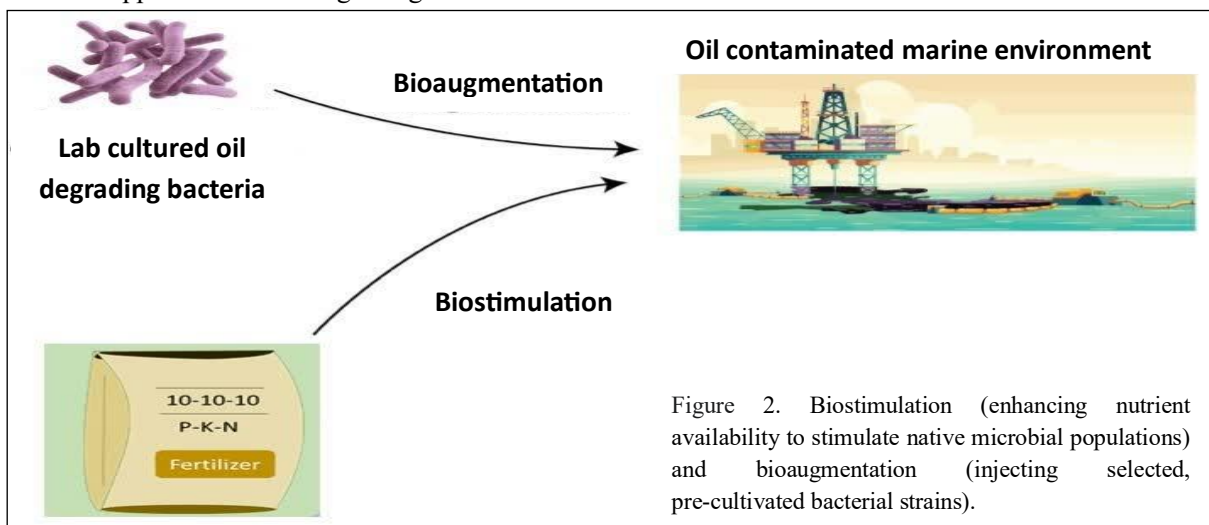 Oil contaminated marine environment
Bioaugmentation
Lab cultured oil
degrading bacteria
Biostimulation
10-10-10
P-K-N
Fertilizer
Figure 2. Biostimulation (enhancing nutrient
availability to stimulate native microbial populations)
and bioaugmentation (injecting selected,
pre-cultivated bacterial strains).